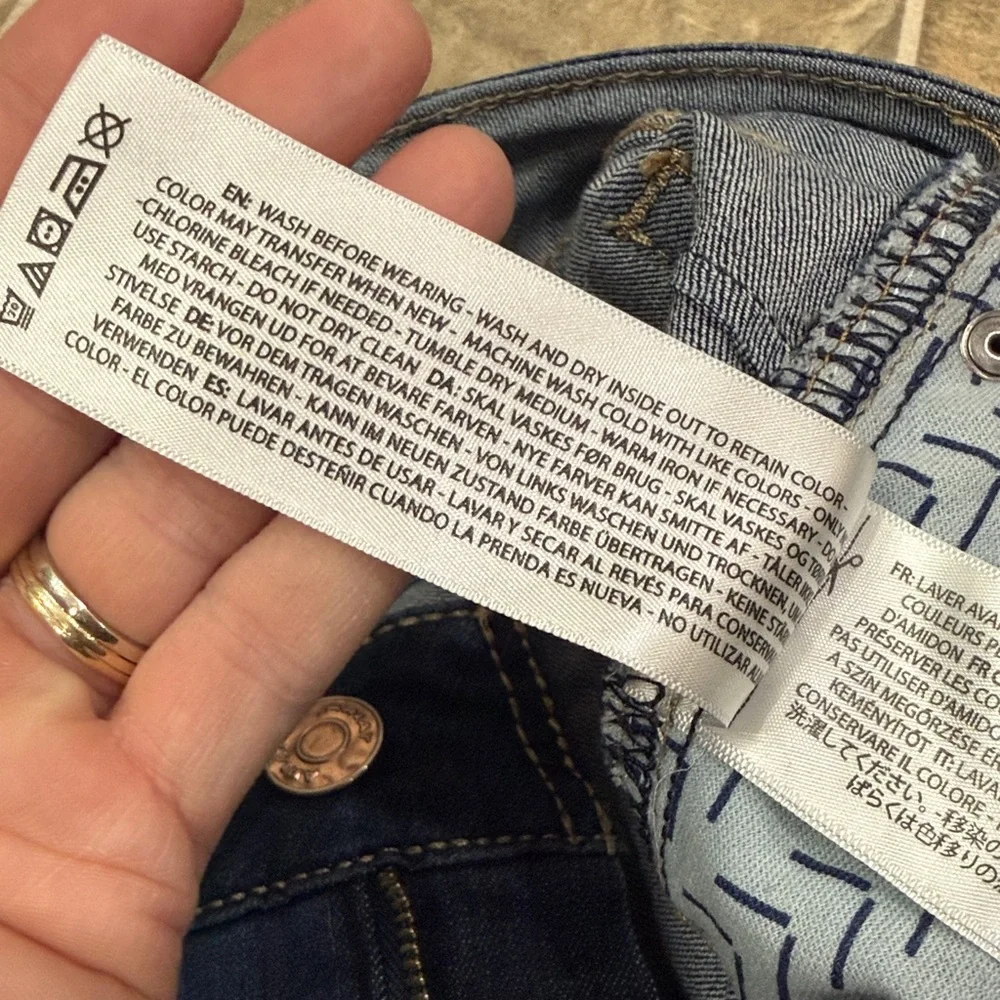 EN: WASH BEFORE WEARING - WASH AND DRY INSIDE OUT TO RETAIN COLOR-
COLOR MAY TRANSFER WHEN NEW - MACHINE WASH COLD WITH LIKE COLORS - ONLY
-CHLORINE BLEACH IF NEEDED - TUMBLE DRY MEDIUM - WARM IRON IF NECESSARY - DO
USE STARCH - DO NOT DRY CLEAN DA: SKAL VASKES FØR BRUG - SKAL VASKES OG
MED VRANGEN UD FOR AT BEVARE FARVEN - NYE FARVER KAN SMITTE AF - TÅLER
STIVELSE DE: VOR DEM TRAGEN WASCHEN - VON LINKS WASCHEN UND TROCKNEN,
FARBE ZU BEWAHREN - KANN IM NEUEN ZUSTAND FARBE ÜBERTRAGEN - KEINE
VERWENDEN ES: LAVAR ANTES DE USAR - LAVAR Y SECAR AL REVÉS PARA
COLOR - EL COLOR PUEDE DESTEÑIR CUANDO LA PRENDA ES NUEVA - NO UTILIZAR
FR: LAVER
COULEURS
D'AMIDON FR
PRÉSERVER LES
PAS UTILISER D'AMIDO
A SZÍN MEGŐRZÉSE
KEMÉNYÍTŐT IT:
CONSERVARE IL COLORE -
洗濯してください。-移染の
ばらくは色移りの